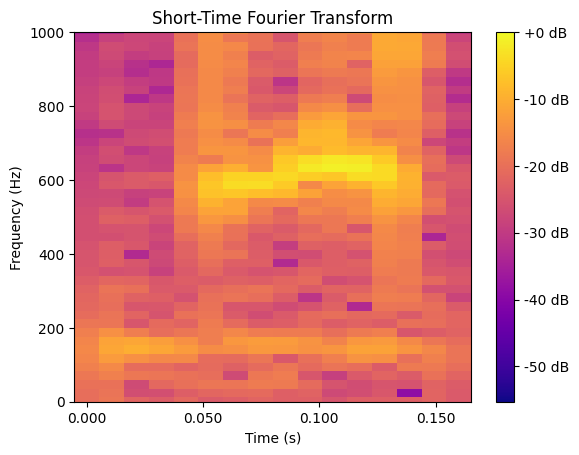 Short-Time Fourier Transform
1000
800
600
400
200
0
Frequency (Hz)
0.000
0.050
0.100
0.150
Time (s)
+0 dB
-10 dB
-20 dB
-30 dB
-40 dB
-50 dB